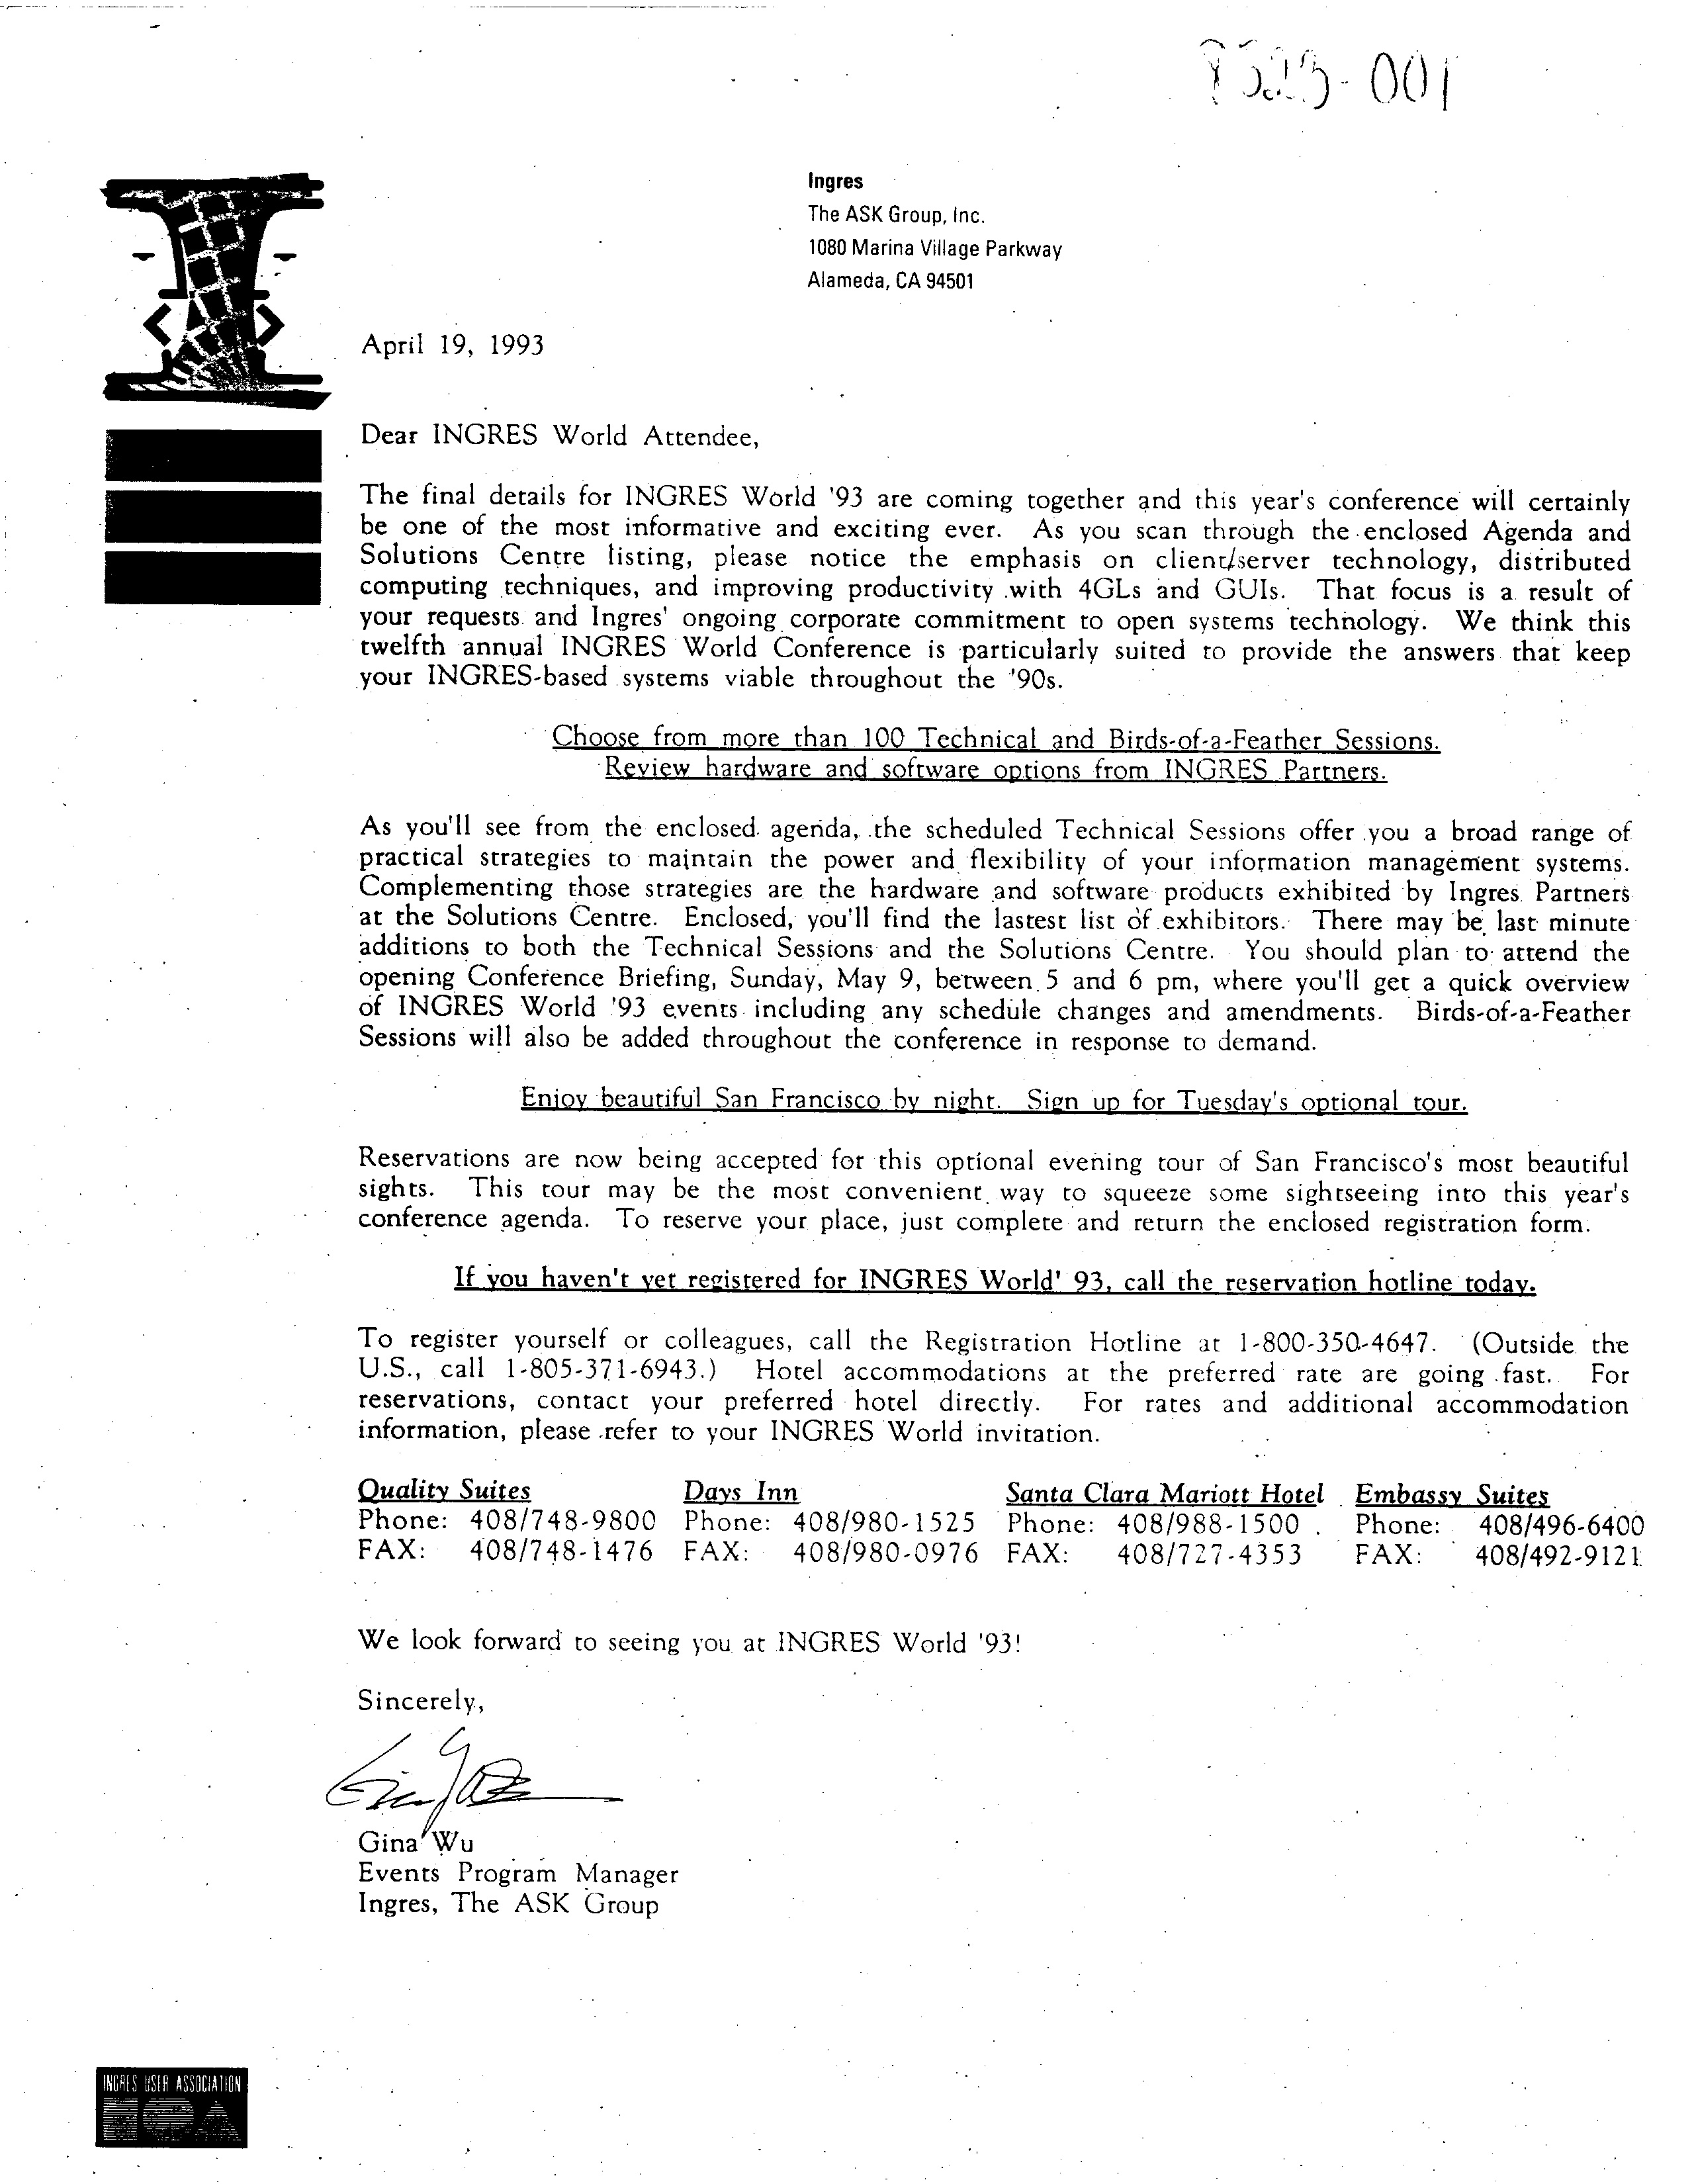 Ingres
The ASK Group, Inc.
1080 Marina Village Parkway
Alameda, CA 94501
April 19, 1993
Dear INGRES World Attendee,
The final details for INGRES World '93 are coming together and this year's conference will certainly
be one of the most informative and exciting ever. As you scan through the enclosed Agenda and
Solutions Centre listing, please notice the emphasis on client/server technology, distributed
computing techniques, and improving productivity with 4GLs and GUIs. That focus is a result of
your requests and Ingres' ongoing corporate commitment to open systems technology. We think this
twelfth annual INGRES World Conference is particularly suited to provide the answers that keep
your INGRES-based systems viable throughout the '90s.
Choose from more than 100 Technical and Birds-of-a-Feather Sessions.
Review hardware and software options from INGRES Partners.
As you'll see from the enclosed agenda, the scheduled Technical Sessions offer you a broad range of
practical strategies to maintain the power and flexibility of your information management systems.
Complementing those strategies are the hardware and software products exhibited by Ingres Partners
at the Solutions Centre. Enclosed, you'll find the lastest list of exhibitors. There may be last minute
additions to both the Technical Sessions and the Solutions Centre. You should plan to attend the
opening Conference Briefing, Sunday, May 9, between 5 and 6 pm, where you'll get a quick overview
of INGRES World '93 events including any schedule changes and amendments. Birds-of-a-Feather
Sessions will also be added throughout the conference in response to demand.
Enjoy beautiful San Francisco by night. Sign up for Tuesday's optional tour.
Reservations are now being accepted for this optional evening tour of San Francisco's most beautiful
sights. This tour may be the most convenient way to squeeze some sightseeing into this year's
conference agenda. To reserve your place, just complete and return the enclosed registration form.
If you haven't yet registered for INGRES World' 93, call the reservation hotline today.
To register yourself or colleagues, call the Registration Hotline at 1-800-350-4647. (Outside the
U.S., call 1-805-371-6943.) Hotel accommodations at the preferred rate are going fast. For
reservations, contact your preferred hotel directly. For rates and additional accommodation
information, please refer to your INGRES World invitation.
Quality Suites Days Inn Santa Clara Mariott Hotel Embassy Suites
Phone: 408/748-9800 Phone: 408/980-1525 Phone: 408/988-1500 Phone: 408/496-6400
FAX: 408/748-1476 FAX: 408/980-0976 FAX: 408/727-4353 FAX: 408/492-9121
We look forward to seeing you at INGRES World '93!
Sincerely,
Gina Wu
Events Program Manager
Ingres, The ASK Group
INGRES USER ASSOCIATION